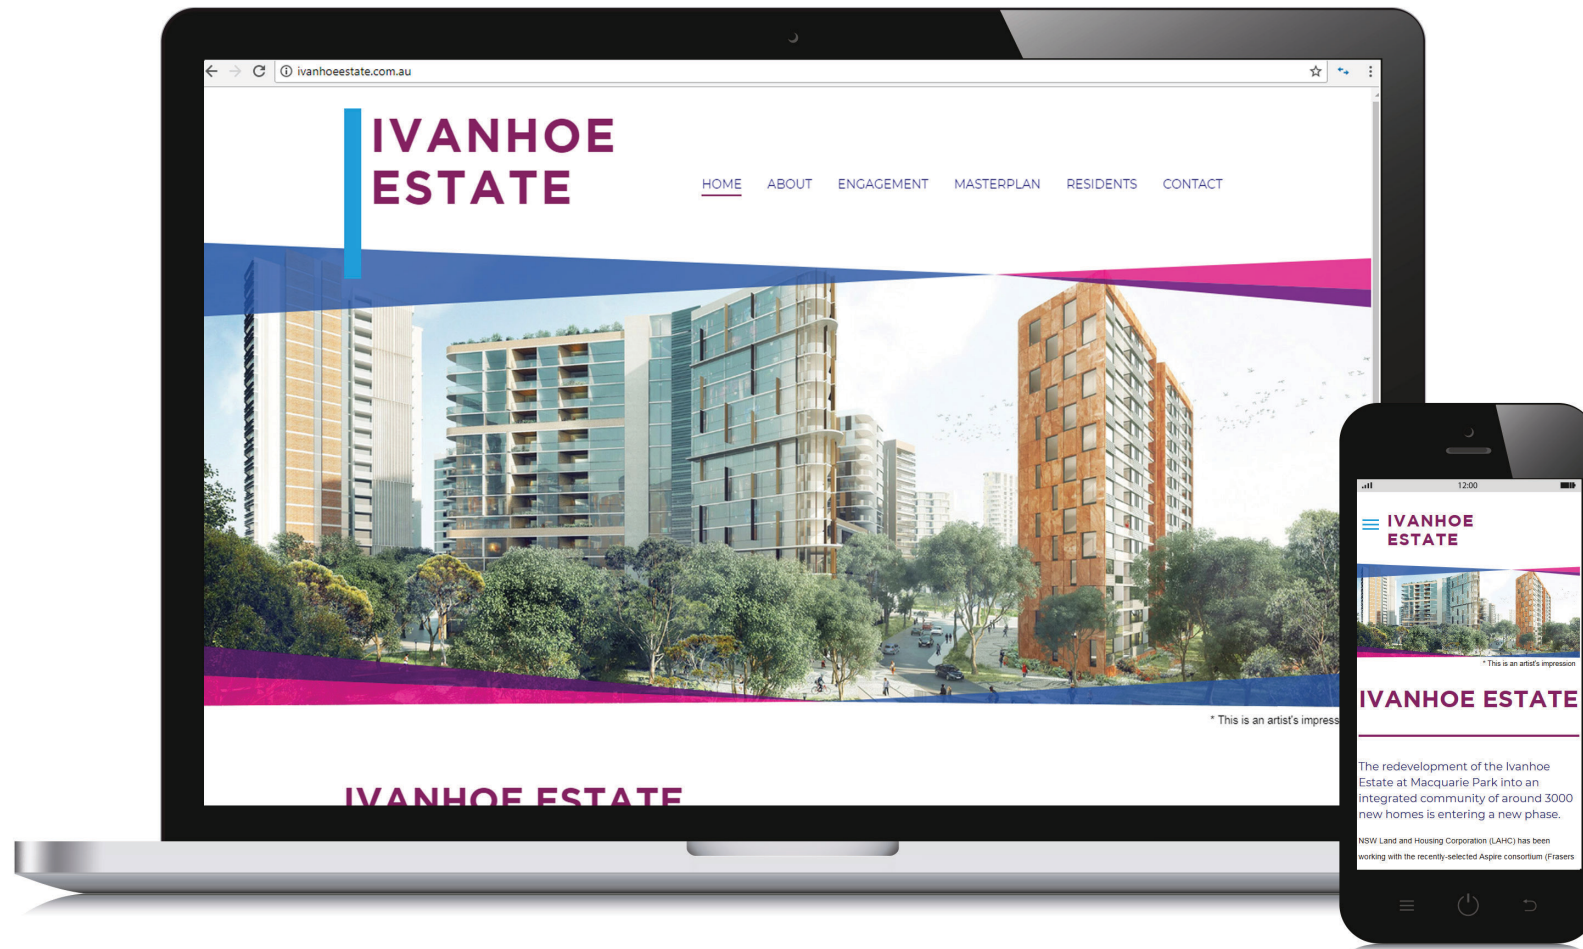 ivanhoeestate.com.au
IVANHOE
ESTATE
HOME ABOUT ENGAGEMENT MASTERPLAN RESIDENTS CONTACT
* This is an artist's
IVANHOE ESTATE
12:00
IVANHOE
ESTATE
* This is an artist's impression
IVANHOE ESTATE
The redevelopment of the Ivanhoe
Estate at Macquarie Park into an
integrated community of around 3000
new homes is entering a new phase.
NSW Land and Housing Corporation (LAHC) has been
working with the recently-selected Aspire consortium (Frasers